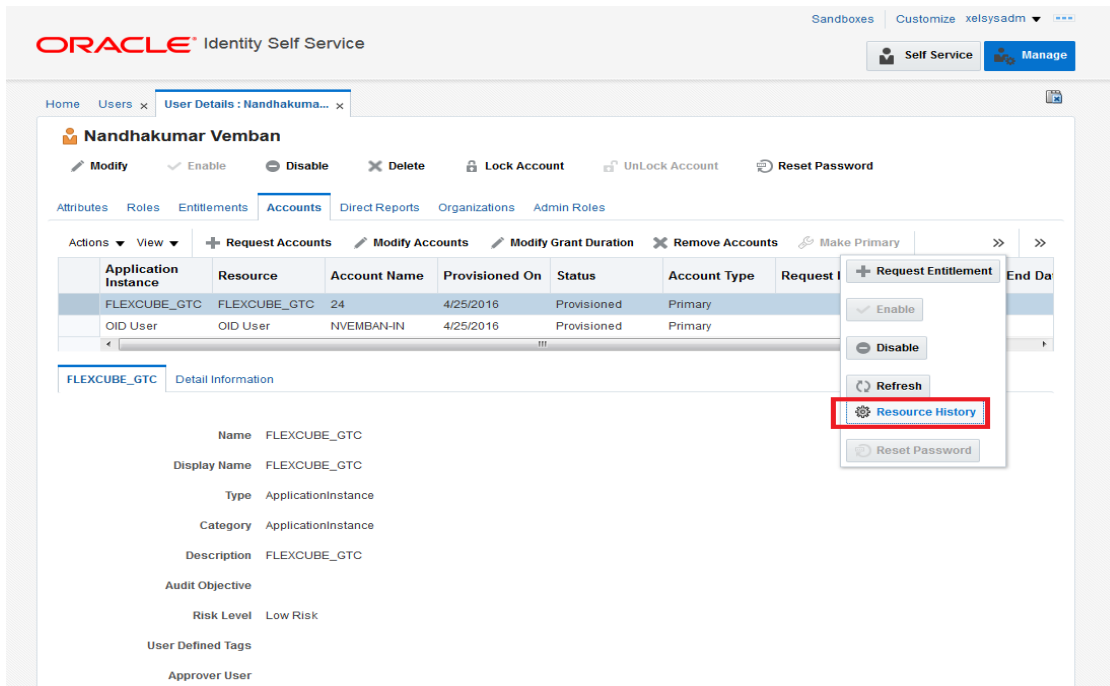 Sandboxes Customize xelsysadm
ORACLE Identity Self Service
Self Service Manage
Home Users User Details : Nandhakuma...
Nandhakumar Vemban
Modify Enable Disable Delete Lock Account UnLock Account Reset Password
Attributes Roles Entitlements Accounts Direct Reports Organizations Admin Roles
Actions View Request Accounts Modify Accounts Modify Grant Duration Remove Accounts Make Primary
Application Instance Resource Account Name Provisioned On Status Account Type Request End Dat
FLEXCUBE_GTC FLEXCUBE_GTC 24 4/25/2016 Provisioned Primary
OID User OID User NVEMBAN-IN 4/25/2016 Provisioned Primary
Request Entitlement
Enable
Disable
Refresh
Resource History
Reset Password
FLEXCUBE_GTC Detail Information
Name FLEXCUBE_GTC
Display Name FLEXCUBE_GTC
Type ApplicationInstance
Category ApplicationInstance
Description FLEXCUBE_GTC
Audit Objective
Risk Level Low Risk
User Defined Tags
Approver User